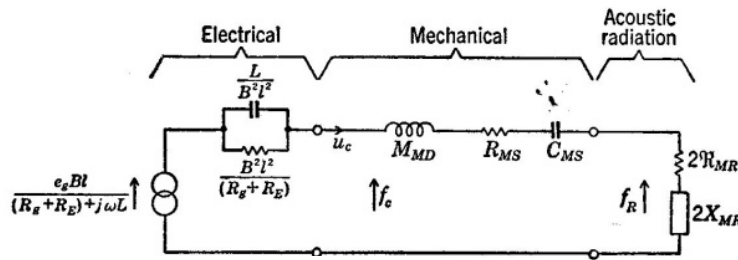 Electrical
Mechanical
Acoustic
radiation
L
B²l²
B²l²
(R_g+R_E)
u_c
M_MD
R_MS
C_MS
e_gBl
(R_g+R_E)+jωL
f_c
f_R
2ℜ_MR
2X_MR